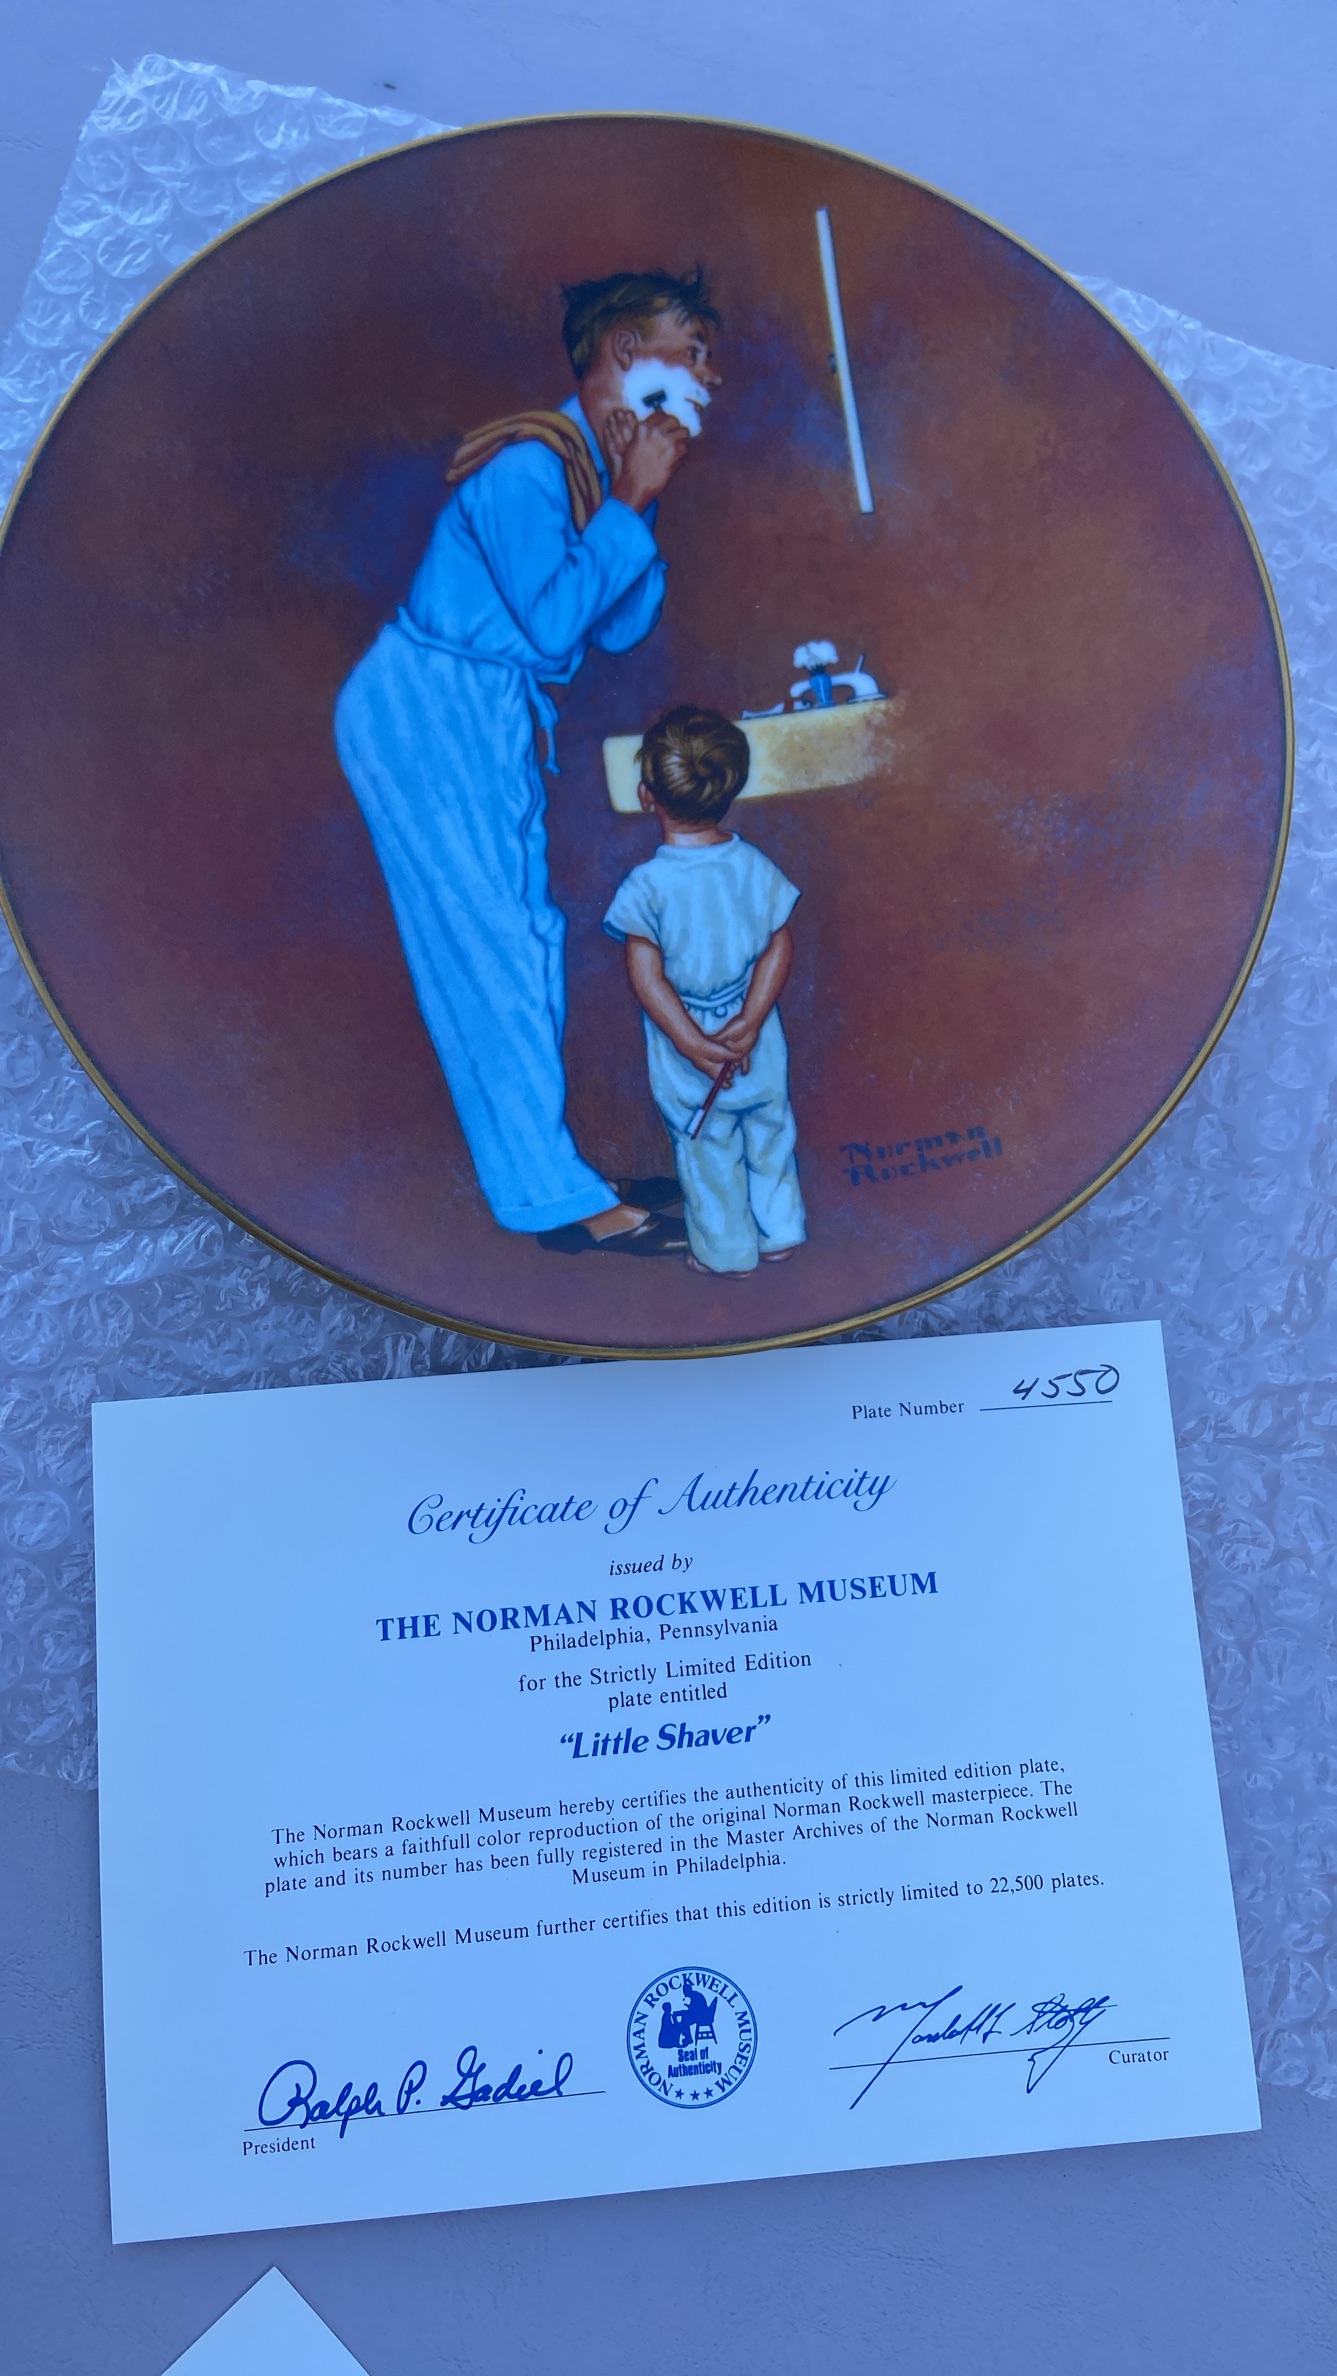 Norman
Rockwell
Plate Number 4550
Certificate of Authenticity
issued by
THE NORMAN ROCKWELL MUSEUM
Philadelphia, Pennsylvania
for the Strictly Limited Edition
plate entitled
“Little Shaver”
The Norman Rockwell Museum hereby certifies the authenticity of this limited edition plate,
which bears a faithfull color reproduction of the original Norman Rockwell masterpiece. The
plate and its number has been fully registered in the Master Archives of the Norman Rockwell
Museum in Philadelphia.
The Norman Rockwell Museum further certifies that this edition is strictly limited to 22,500 plates.
NORMAN ROCKWELL MUSEUM
Seal of
Authenticity
Ralph P. Gadiel
President
Curator